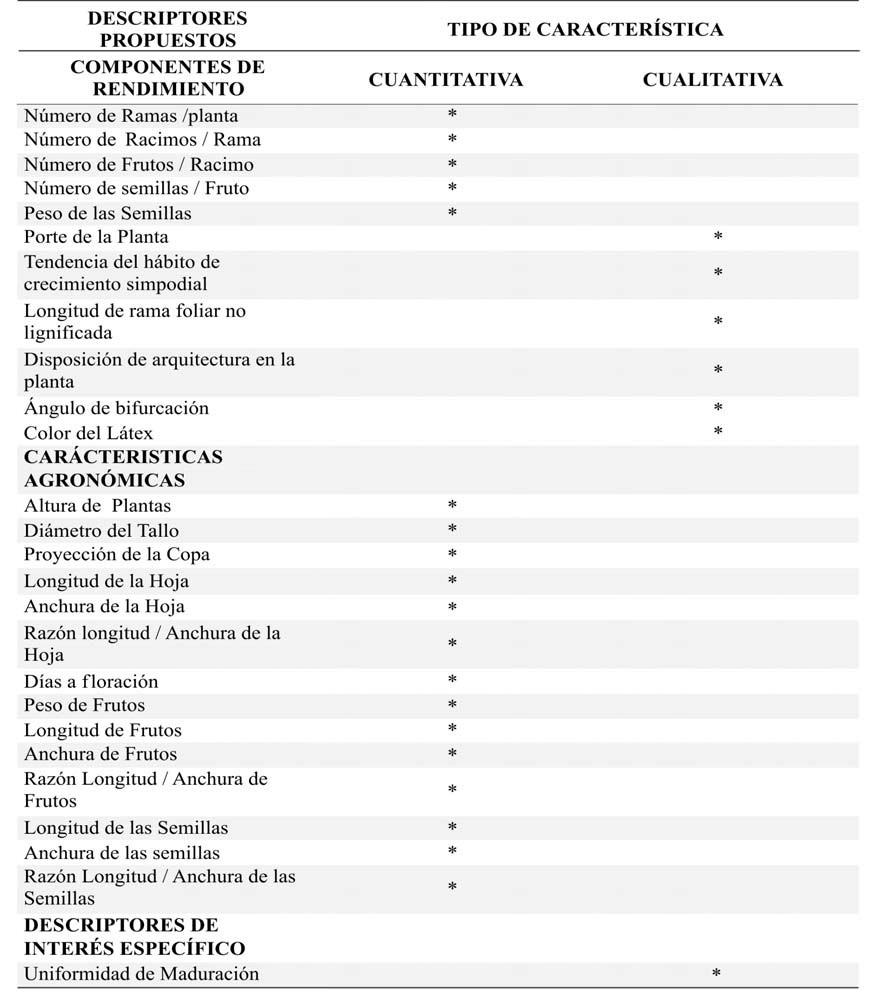 DESCRIPTORES
PROPUESTOS
TIPO DE CARACTERÍSTICA
COMPONENTES DE
RENDIMIENTO
CUANTITATIVA
CUALITATIVA
Número de Ramas /planta *
Número de Racimos / Rama *
Número de Frutos / Racimo *
Número de semillas / Fruto *
Peso de las Semillas *
Porte de la Planta *
Tendencia del hábito de
crecimiento simpodial *
Longitud de rama foliar no
lignificada *
Disposición de arquitectura en la
planta *
Ángulo de bifurcación *
Color del Látex *
CARÁCTERISTICAS
AGRONÓMICAS
Altura de Plantas *
Diámetro del Tallo *
Proyección de la Copa *
Longitud de la Hoja *
Anchura de la Hoja *
Razón longitud / Anchura de la
Hoja *
Días a floración *
Peso de Frutos *
Longitud de Frutos *
Anchura de Frutos *
Razón Longitud / Anchura de
Frutos *
Longitud de las Semillas *
Anchura de las semillas *
Razón Longitud / Anchura de las
Semillas *
DESCRIPTORES DE
INTERÉS ESPECÍFICO
Uniformidad de Maduración *